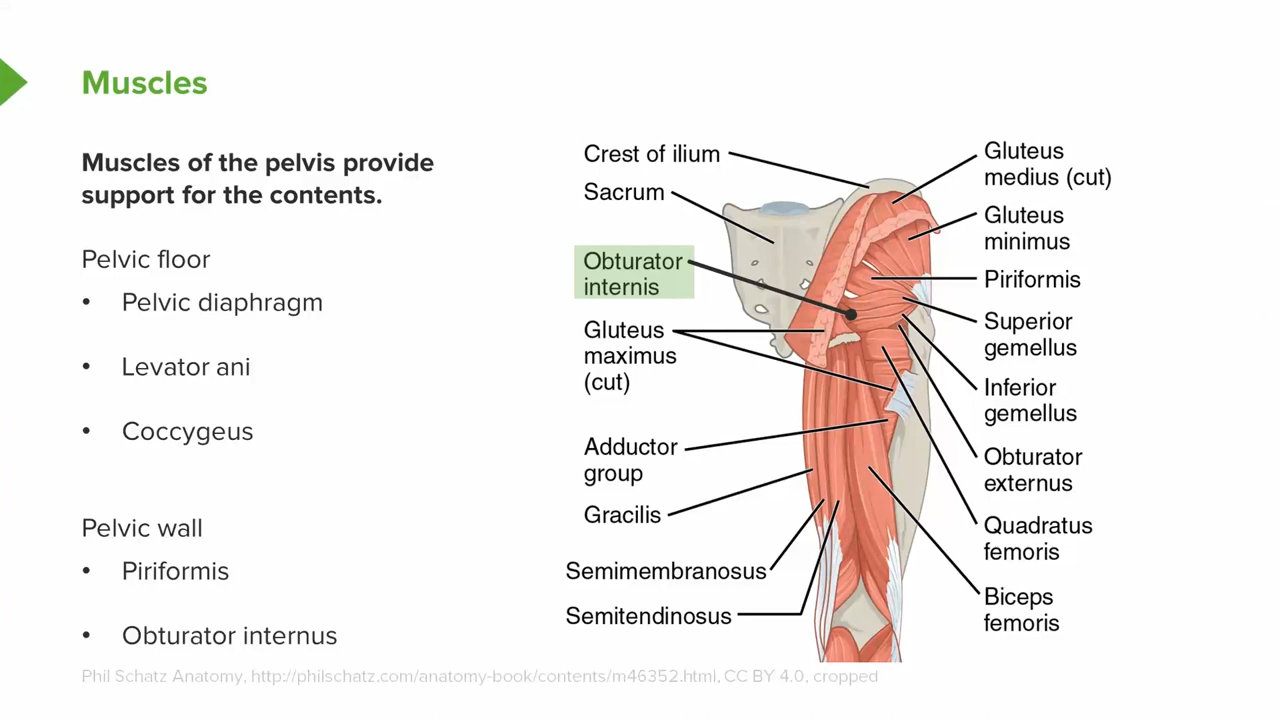 Muscles
Muscles of the pelvis provide
support for the contents.
Pelvic floor
• Pelvic diaphragm
• Levator ani
• Coccygeus
Pelvic wall
• Piriformis
• Obturator internus
Crest of ilium
Sacrum
Obturator
internis
Gluteus
maximus
(cut)
Adductor
group
Gracilis
Semimembranosus
Semitendinosus
Gluteus
medius (cut)
Gluteus
minimus
Piriformis
Superior
gemellus
Inferior
gemellus
Obturator
externus
Quadratus
femoris
Biceps
femoris
Phil Schatz Anatomy, http://philschatz.com/anatomy-book/contents/m46352.html, CC BY 4.0, cropped